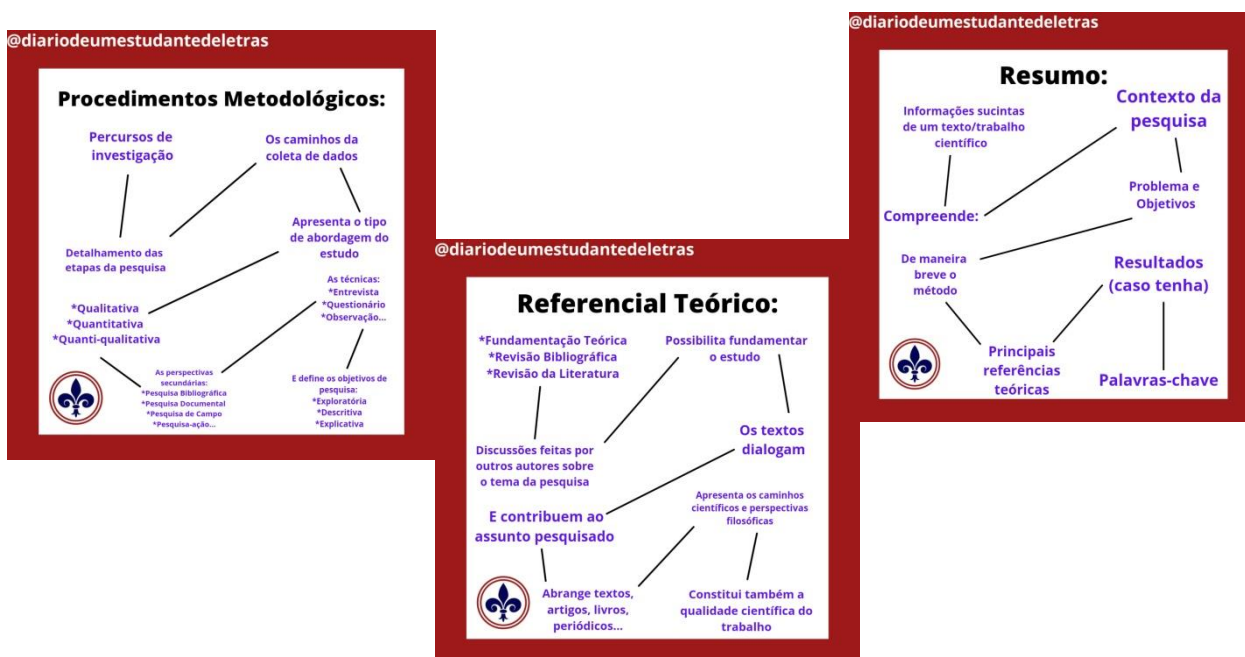 @diariodeumestudantedeletras
Procedimentos Metodológicos:
Percursos de
investigação
Os caminhos da
coleta de dados
Detalhamento das
etapas da pesquisa
Apresenta o tipo
de abordagem do
estudo
*Qualitativa
*Quantitativa
*Quanti-qualitativa
As técnicas:
*Entrevista
*Questionário
*Observação...
As perspectivas
secundárias:
*Pesquisa Bibliográfica
*Pesquisa Documental
*Pesquisa de Campo
*Pesquisa-ação...
E define os objetivos de
pesquisa:
*Exploratória
*Descritiva
*Explicativa
@diariodeumestudantedeletras
Referencial Teórico:
*Fundamentação Teórica
*Revisão Bibliográfica
*Revisão da Literatura
Possibilita fundamentar
o estudo
Discussões feitas por
outros autores sobre
o tema da pesquisa
Os textos
dialogam
E contribuem ao
assunto pesquisado
Apresenta os caminhos
científicos e perspectivas
filosóficas
Abrange textos,
artigos, livros,
periódicos...
Constitui também a
qualidade científica do
trabalho
@diariodeumestudantedeletras
Resumo:
Informações sucintas
de um texto/trabalho
científico
Contexto da
pesquisa
Compreende:
Problema e
Objetivos
De maneira
breve o
método
Resultados
(caso tenha)
Principais
referências
teóricas
Palavras-chave